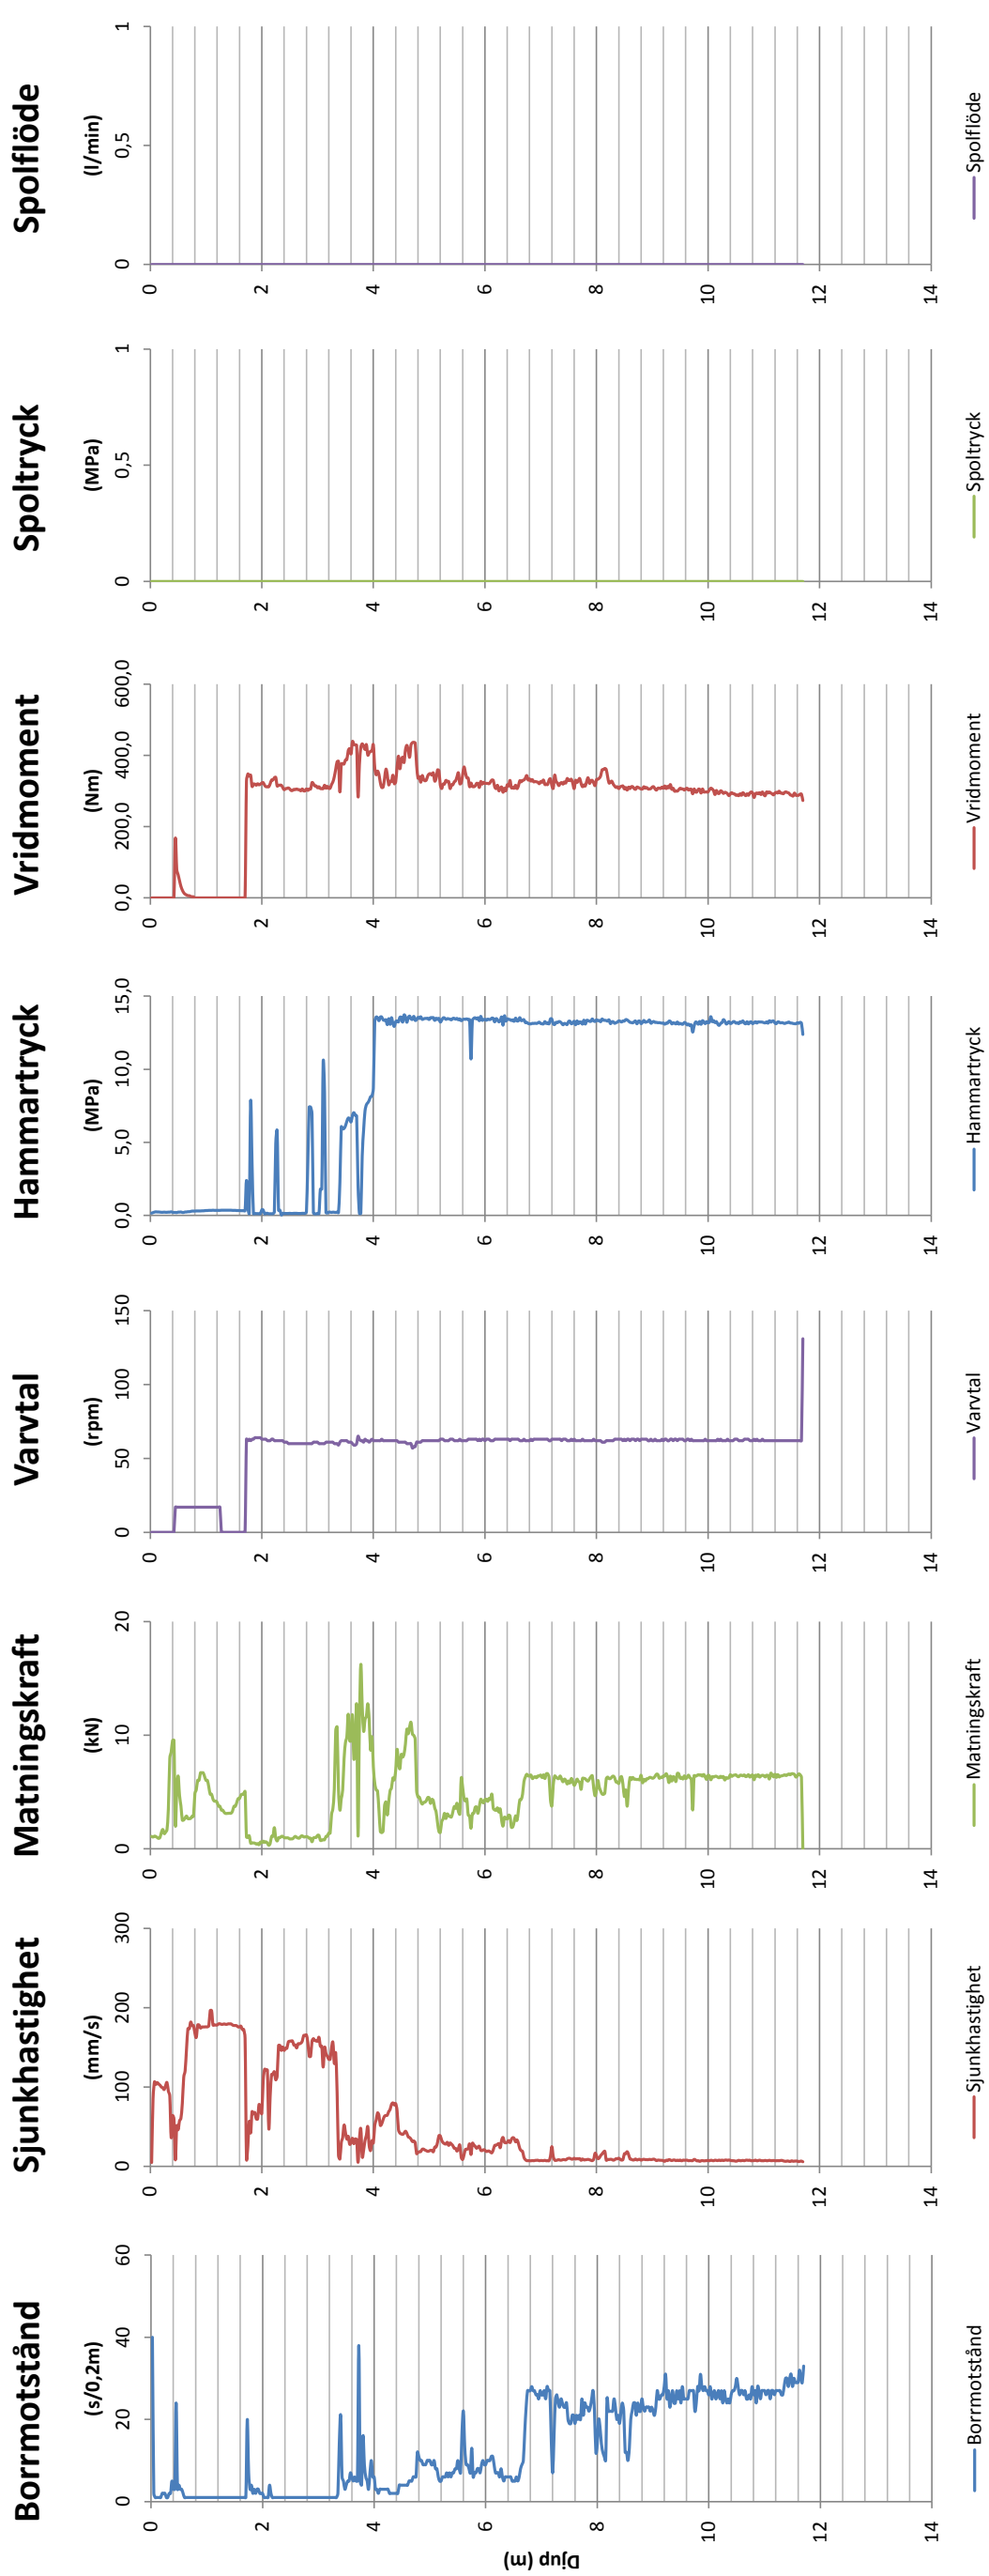 Borrmotstånd
(s/0,2m)
0 20 40 60
0
2
4
6
8
10
12
14
Djup (m)
Borrmotstånd
Sjunkhastighet
(mm/s)
0 100 200 300
0
2
4
6
8
10
12
14
Sjunkhastighet
Matningskraft
(kN)
0 10 20
0
2
4
6
8
10
12
14
Matningskraft
Varvtal
(rpm)
0 50 100 150
0
2
4
6
8
10
12
14
Varvtal
Hammartryck
(MPa)
0,0 5,0 10,0 15,0
0
2
4
6
8
10
12
14
Hammartryck
Vridmoment
(Nm)
0,0 200,0 400,0 600,0
0
2
4
6
8
10
12
14
Vridmoment
Spoltryck
(MPa)
0 0,5 1
0
2
4
6
8
10
12
14
Spoltryck
Spolflöde
(l/min)
0 0,5 1
0
2
4
6
8
10
12
14
Spolflöde